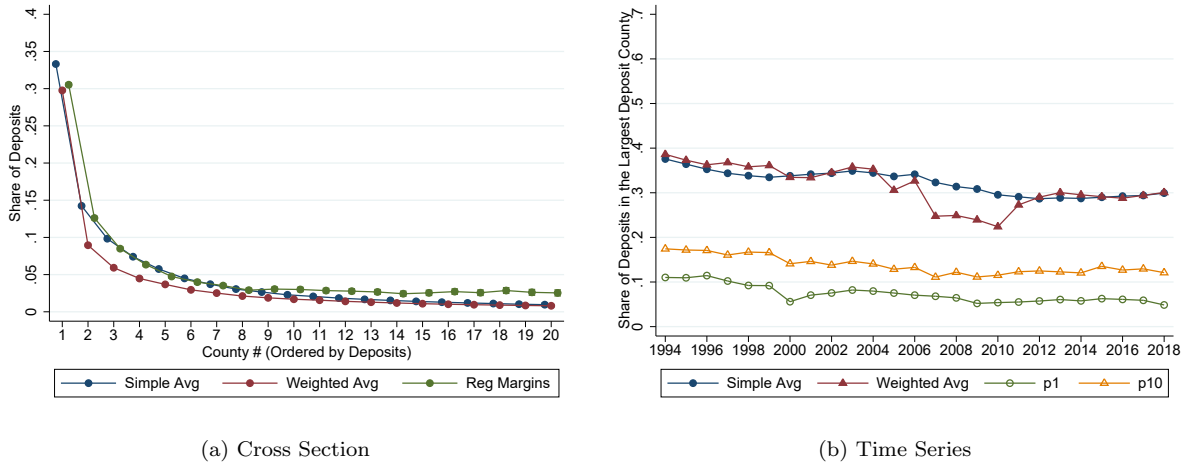 .4
.35
.3
.25
.2
.15
.1
.05
0
Share of Deposits
1 2 3 4 5 6 7 8 9 10 11 12 13 14 15 16 17 18 19 20
County # (Ordered by Deposits)
Simple Avg Weighted Avg Reg Margins
(a) Cross Section
.7
.6
.5
.4
.3
.2
.1
0
Share of Deposits in the Largest Deposit County
1994 1996 1998 2000 2002 2004 2006 2008 2010 2012 2014 2016 2018
Simple Avg Weighted Avg p1 p10
(b) Time Series